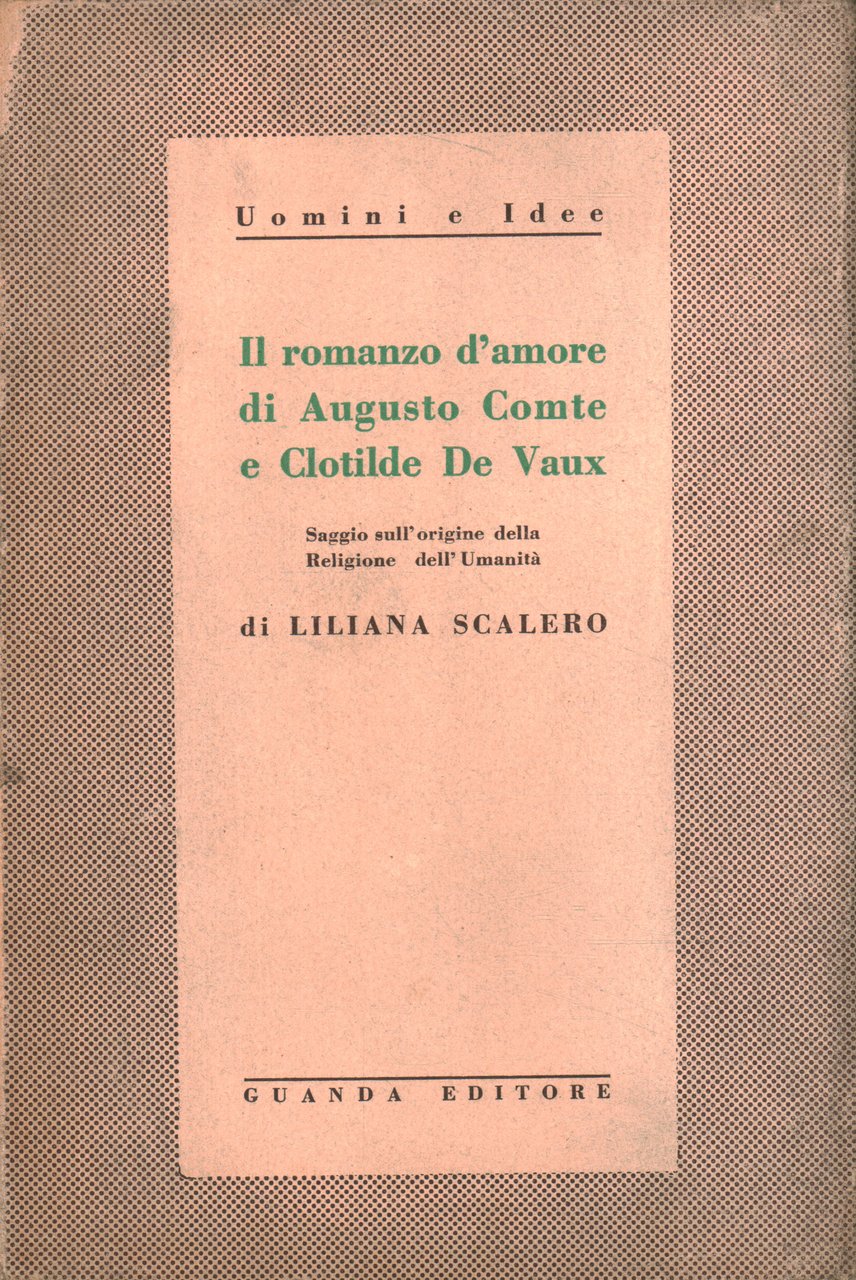 Uomini e Idee
Il romanzo d'amore
di Augusto Comte
e Clotilde De Vaux
Saggio sull'origine della
Religione dell'Umanità
di LILIANA SCALERO
GUANDA EDITORE